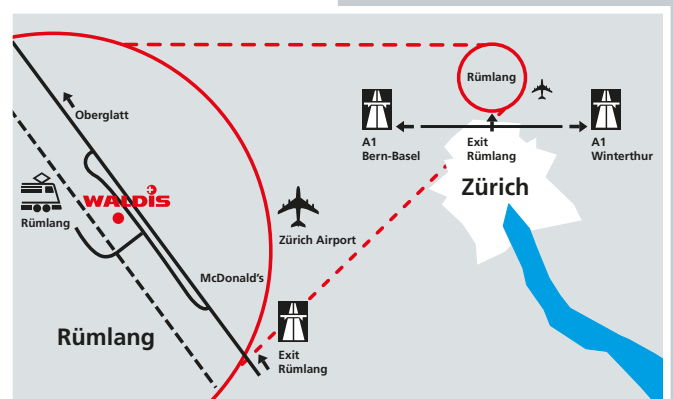 Rümlang
Oberglatt
A1
Bern-Basel
Exit
Rümlang
A1
Winterthur
Zürich
WALDIS
Rümlang
Zürich Airport
McDonald's
Rümlang
Exit
Rümlang